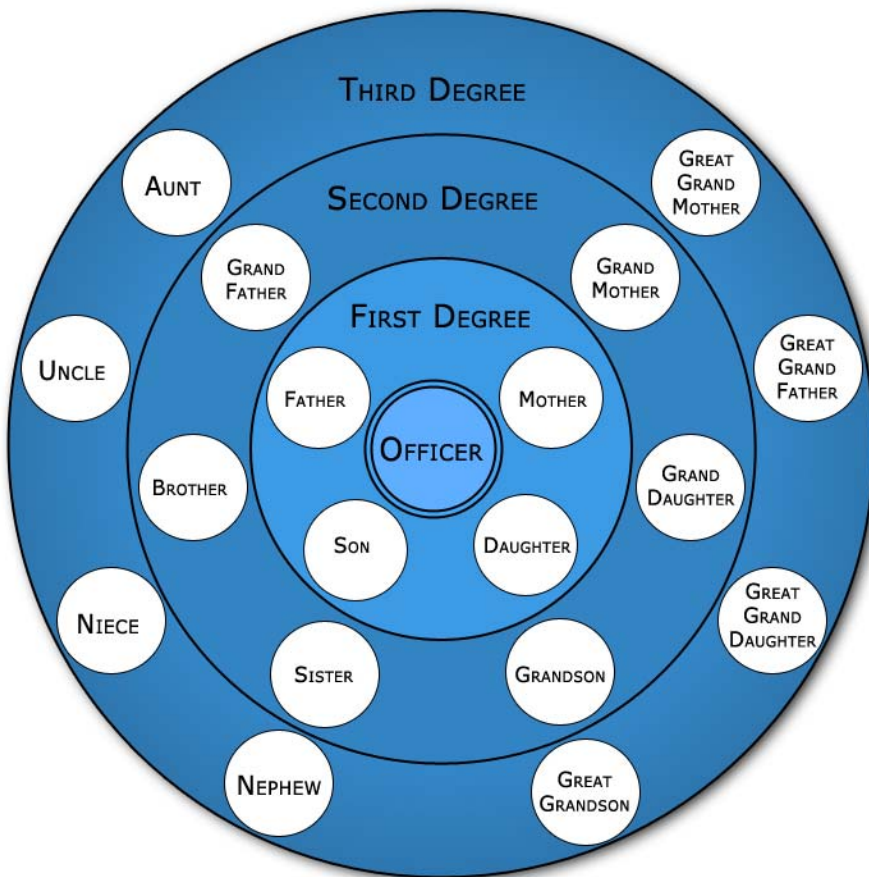 Third Degree
Aunt
Great
Grand
Mother
Second Degree
Grand
Father
Grand
Mother
First Degree
Uncle
Great
Grand
Father
Father
Mother
Officer
Brother
Grand
Daughter
Son
Daughter
Niece
Great
Grand
Daughter
Sister
Grandson
Nephew
Great
Grandson